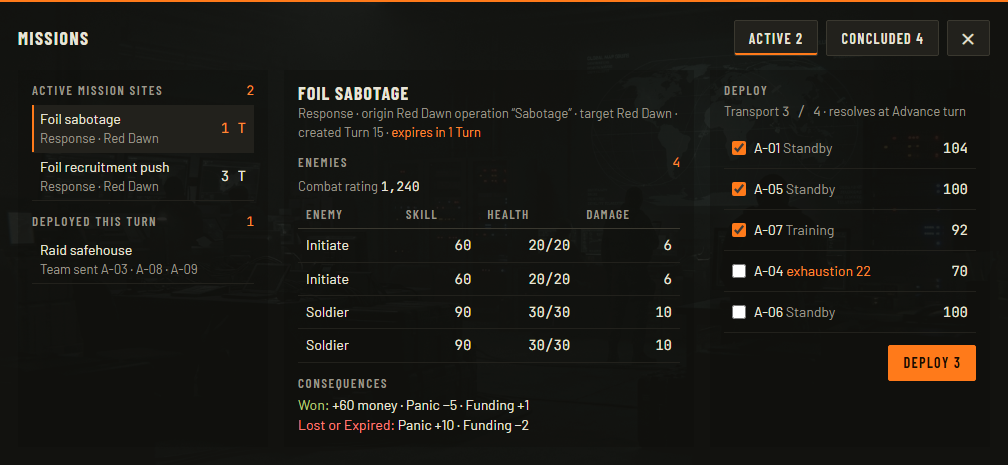 MISSIONS
ACTIVE 2
CONCLUDED 4
✕
ACTIVE MISSION SITES 2
Foil sabotage
Response · Red Dawn
1 T
Foil recruitment push
Response · Red Dawn
3 T
DEPLOYED THIS TURN 1
Raid safehouse
Team sent A-03 · A-08 · A-09
FOIL SABOTAGE
Response · origin Red Dawn operation “Sabotage” · target Red Dawn ·
created Turn 15 · expires in 1 Turn
ENEMIES 4
Combat rating 1,240
ENEMY SKILL HEALTH DAMAGE
Initiate 60 20/20 6
Initiate 60 20/20 6
Soldier 90 30/30 10
Soldier 90 30/30 10
CONSEQUENCES
Won: +60 money · Panic −5 · Funding +1
Lost or Expired: Panic +10 · Funding −2
DEPLOY
Transport 3 / 4 · resolves at Advance turn
A-01 Standby 104
A-05 Standby 100
A-07 Training 92
A-04 exhaustion 22 70
A-06 Standby 100
DEPLOY 3